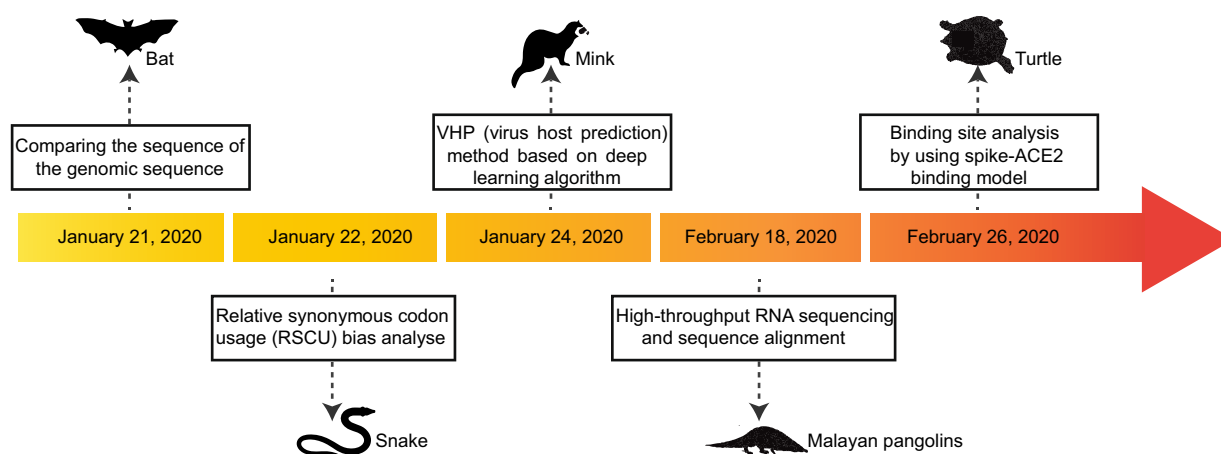 Bat
Mink
Turtle
Comparing the sequence of
the genomic sequence
VHP (virus host prediction)
method based on deep
learning algorithm
Binding site analysis
by using spike-ACE2
binding model
January 21, 2020
January 22, 2020
January 24, 2020
February 18, 2020
February 26, 2020
Relative synonymous codon
usage (RSCU) bias analyse
High-throughput RNA sequencing
and sequence alignment
Snake
Malayan pangolins